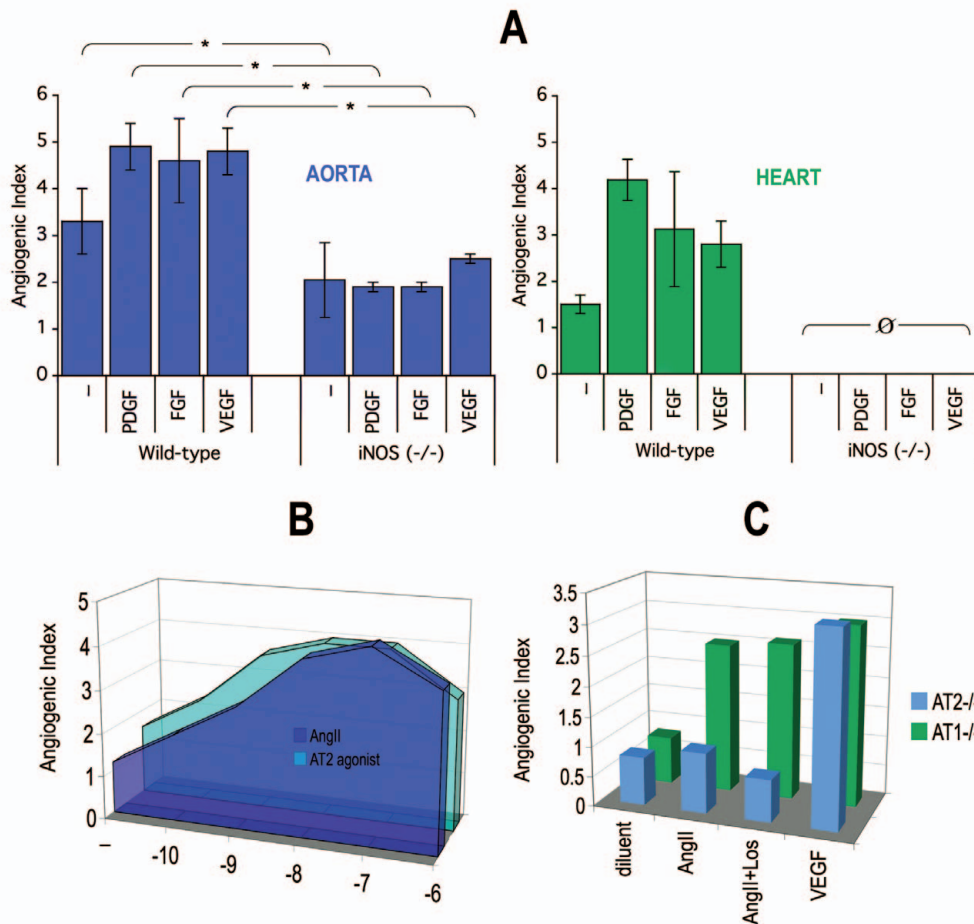 A
* 
*
*
*
6
5
4
3
2
1
0
Angiogenic Index
AORTA
– PDGF FGF VEGF – PDGF FGF VEGF
Wild-type iNOS (-/-)
6
5
4
3
2
1
0
Angiogenic Index
HEART
Ø
– PDGF FGF VEGF – PDGF FGF VEGF
Wild-type iNOS (-/-)
B
5
4
3
2
1
0
Angiogenic Index
AngII
AT2 agonist
– -10 -9 -8 -7 -6
C
3.5
3
2.5
2
1.5
1
0.5
0
Angiogenic Index
diluent AngII AngII+Los VEGF
AT2-/
AT1-/